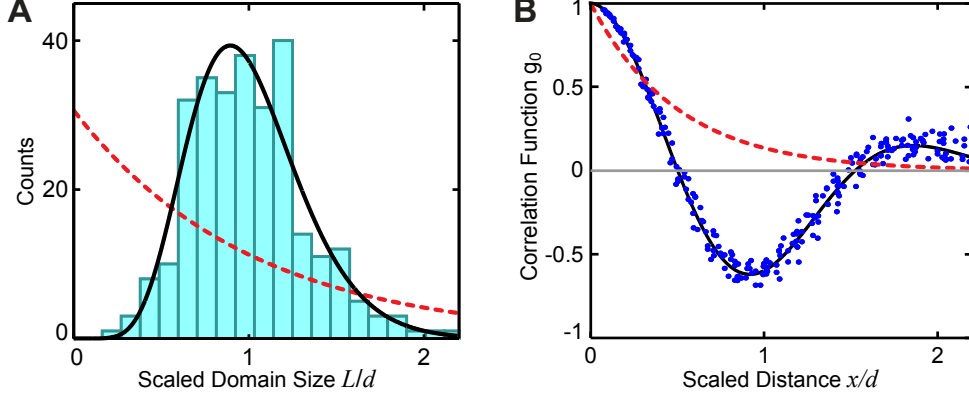 A
40
20
0
Counts
0
1
2
Scaled Domain Size L/d
B
1
0.5
0
-0.5
-1
Correlation Function g₀
0
1
2
Scaled Distance x/d